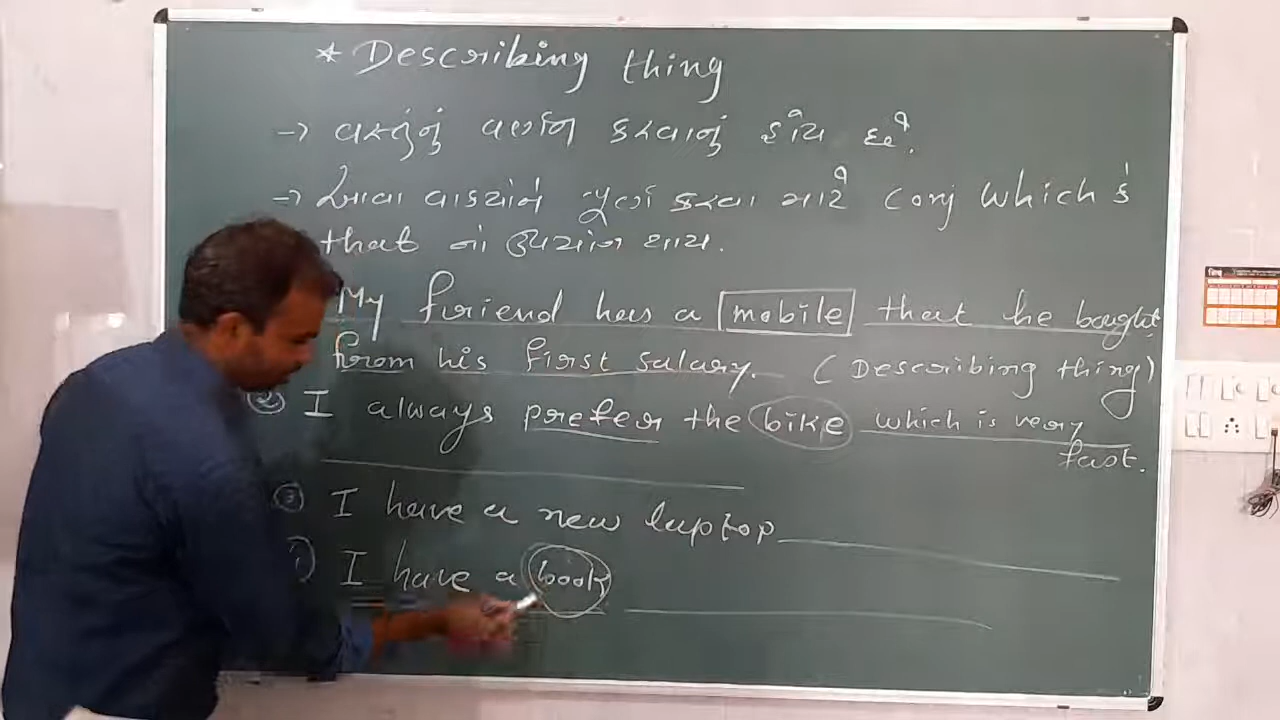 * Describing thing
→ વસ્તુનું વર્ણન કરવાનું હોય છે.
→ આવા વાક્યોને પુર્ણ કરવા માટે Conj which કે
that નો ઉપયોગ થાય.
My friend has a mobile that he bought
from his first salary. (Describing thing)
② I always prefer the bike which is very
fast.
③ I have a new laptop
I have a book